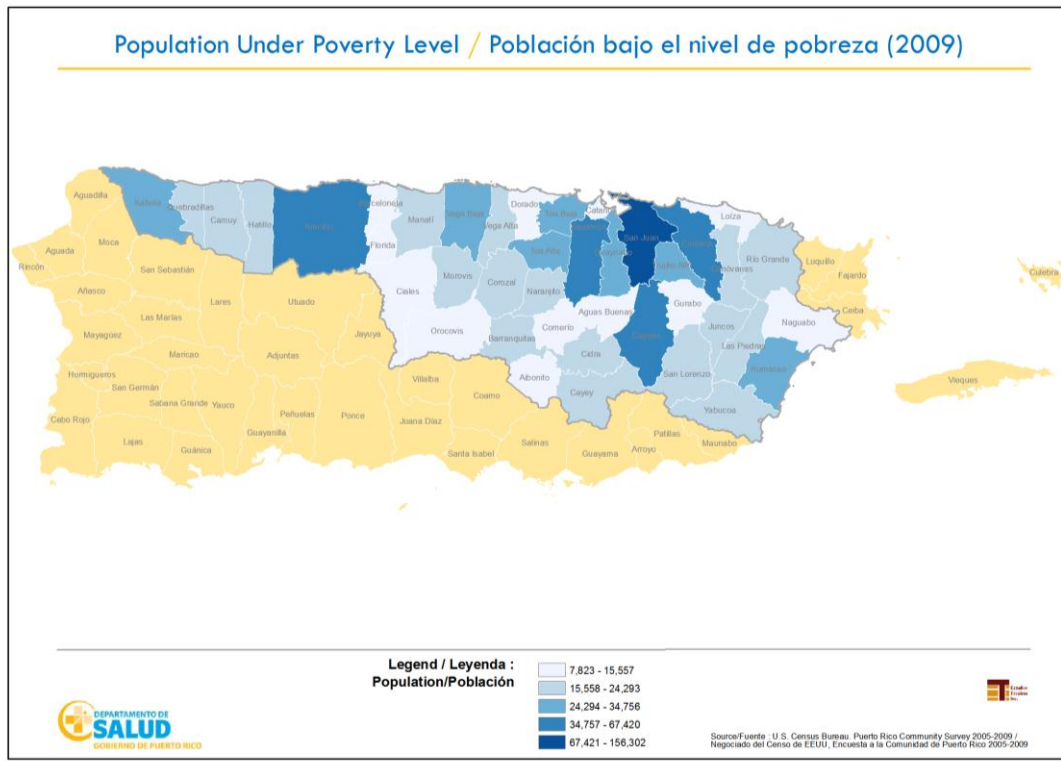 Population Under Poverty Level / Población bajo el nivel de pobreza (2009)
Aguadilla
Isabela
Quebradillas
Camuy
Hatillo
Arecibo
Barceloneta
Manatí
Vega Baja
Vega Alta
Dorado
Toa Baja
Cataño
San Juan
Carolina
Loíza
Aguada
Moca
Rincón
San Sebastián
Florida
Morovis
Corozal
Toa Alta
Naranjito
Bayamón
Guaynabo
Trujillo Alto
Canóvanas
Río Grande
Luquillo
Fajardo
Culebra
Ceiba
Añasco
Las Marías
Lares
Utuado
Ciales
Orocovis
Barranquitas
Comerío
Aguas Buenas
Gurabo
Caguas
Juncos
Las Piedras
Naguabo
Humacao
Mayagüez
Maricao
Adjuntas
Jayuya
Villalba
Coamo
Aibonito
Cidra
Cayey
San Lorenzo
Yabucoa
Vieques
Hormigueros
San Germán
Sabana Grande
Yauco
Cabo Rojo
Lajas
Guánica
Guayanilla
Peñuelas
Ponce
Juana Díaz
Santa Isabel
Salinas
Guayama
Arroyo
Patillas
Maunabo
Legend / Leyenda :
Population/Población
7,823 - 15,557
15,558 - 24,293
24,294 - 34,756
34,757 - 67,420
67,421 - 156,302
DEPARTAMENTO DE
SALUD
GOBIERNO DE PUERTO RICO
Estudios
Técnicos
Inc.
Source/Fuente : U.S. Census Bureau. Puerto Rico Community Survey 2005-2009 /
Negociado del Censo de EEUU, Encuesta a la Comunidad de Puerto Rico 2005-2009